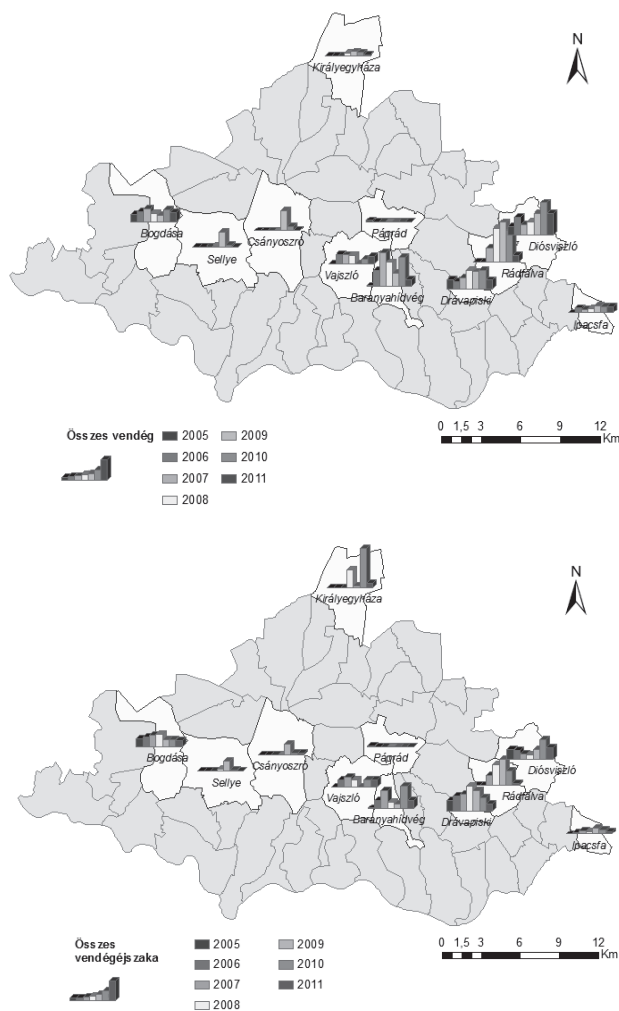 N
Királyegyháza
Bogdása
Sellye
Csányoszró
Págrád
Vajszló
Baranyahídvég
Diósviszló
Rádfalva
Drávapiski
Ipacsfa
Összes vendég
2005
2006
2007
2008
2009
2010
2011
0 1,5 3 6 9 12
Km
N
Királyegyháza
Bogdása
Sellye
Csányoszró
Págrád
Vajszló
Baranyahídvég
Diósviszló
Rádfalva
Drávapiski
Ipacsfa
Összes
vendégéjszaka
2005
2006
2007
2008
2009
2010
2011
0 1,5 3 6 9 12
Km